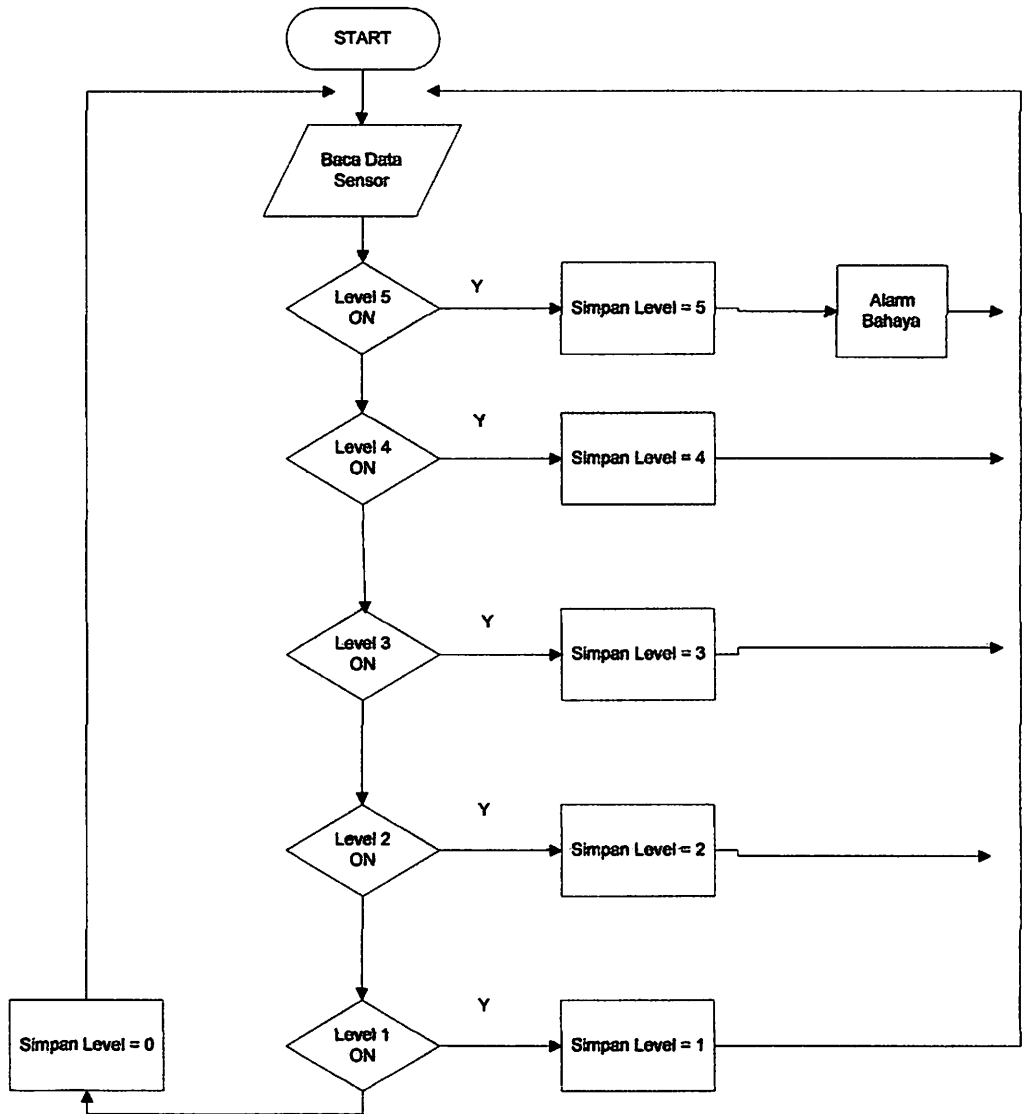 START
Baca Data
Sensor
Level 5
ON
Y
Simpan Level = 5
Alarm
Bahaya
Level 4
ON
Y
Simpan Level = 4
Level 3
ON
Y
Simpan Level = 3
Level 2
ON
Y
Simpan Level = 2
Level 1
ON
Y
Simpan Level = 1
Simpan Level = 0